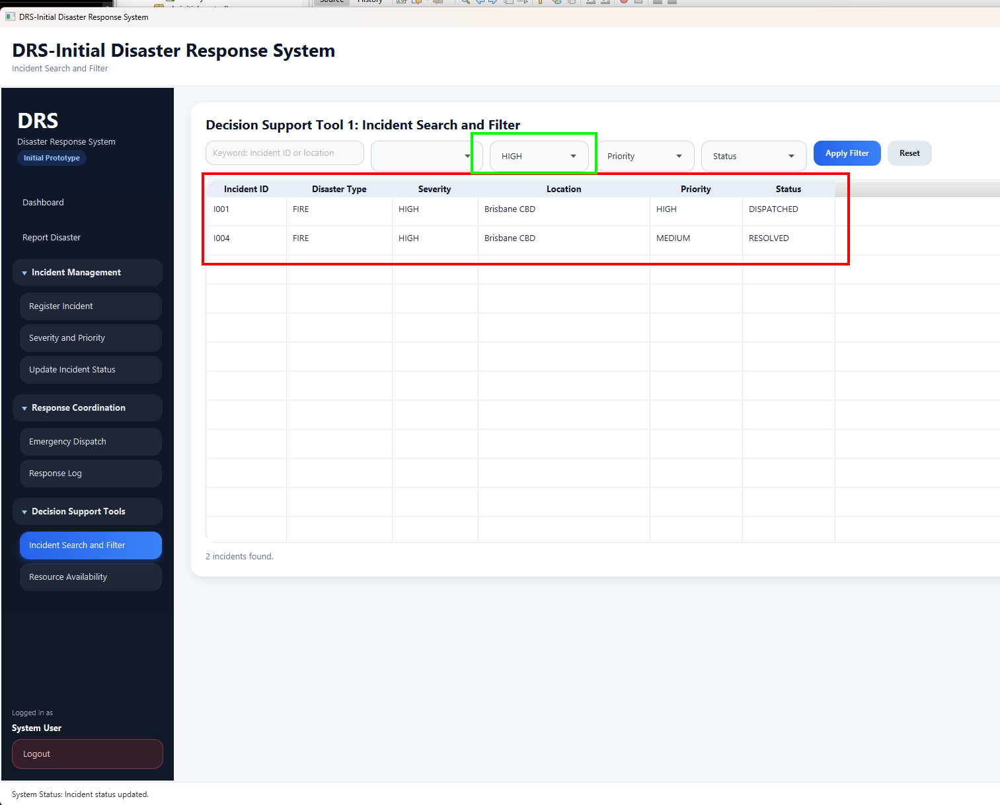 Source History
DRS-Initial Disaster Response System
DRS-Initial Disaster Response System
Incident Search and Filter
DRS
Disaster Response System
Initial Prototype
Dashboard
Report Disaster
Incident Management
Register Incident
Severity and Priority
Update Incident Status
Response Coordination
Emergency Dispatch
Response Log
Decision Support Tools
Incident Search and Filter
Resource Availability
Logged in as
System User
Logout
Decision Support Tool 1: Incident Search and Filter
Keyword: incident ID or location HIGH Priority Status Apply Filter Reset
Incident ID Disaster Type Severity Location Priority Status
I001 FIRE HIGH Brisbane CBD HIGH DISPATCHED
I004 FIRE HIGH Brisbane CBD MEDIUM RESOLVED
2 incidents found.
System Status: Incident status updated.